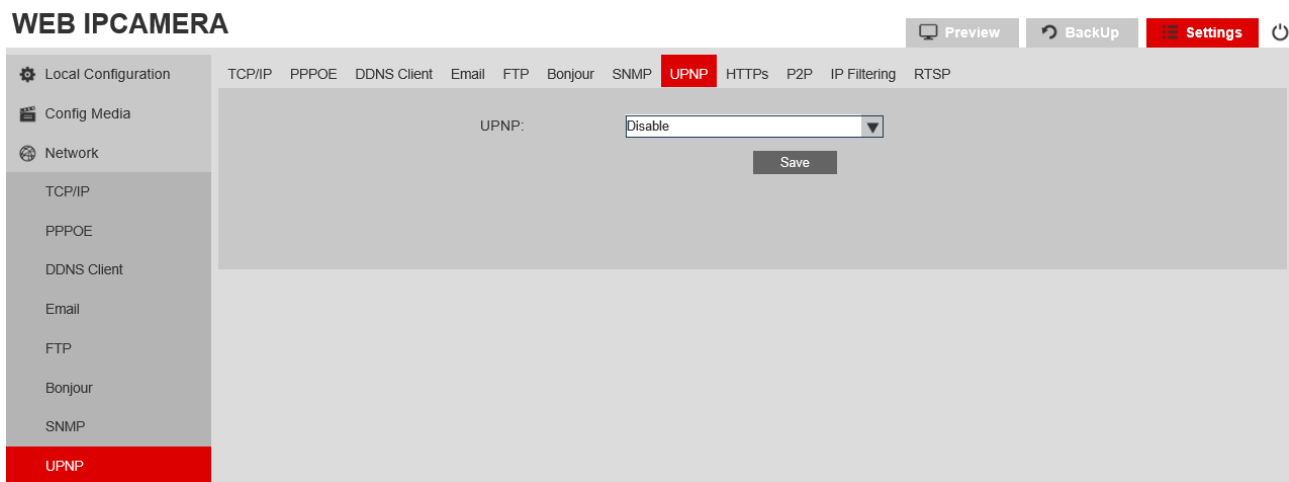 WEB IPCAMERA
Preview BackUp Settings
Local Configuration
Config Media
Network
TCP/IP
PPPOE
DDNS Client
Email
FTP
Bonjour
SNMP
UPNP
TCP/IP PPPOE DDNS Client Email FTP Bonjour SNMP UPNP HTTPs P2P IP Filtering RTSP
UPNP: Disable
Save